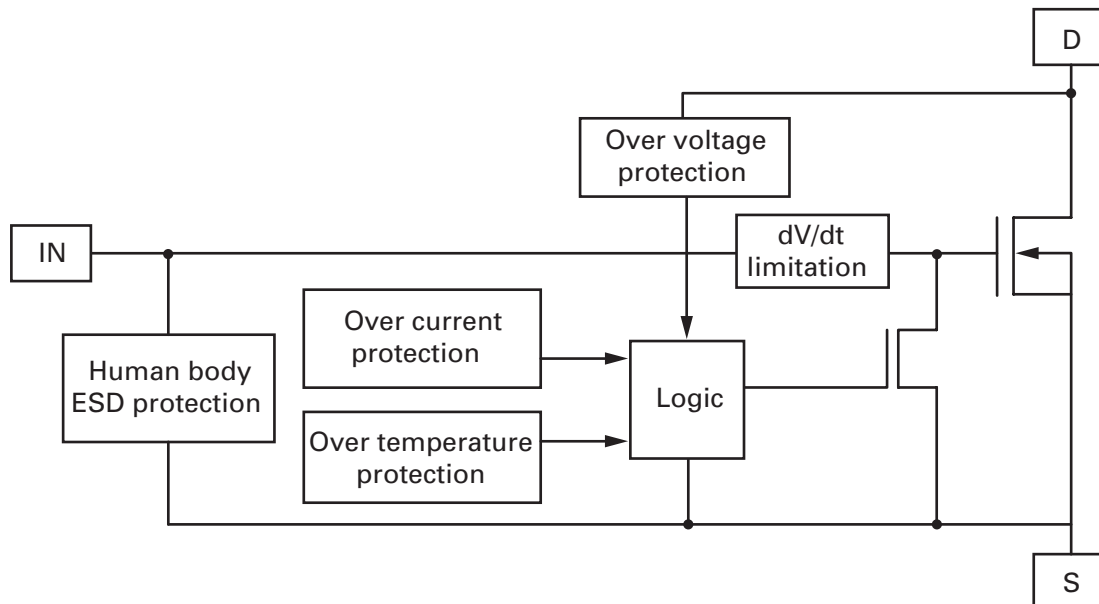 D
Over voltage
protection
IN
dV/dt
limitation
Over current
protection
Human body
ESD protection
Logic
Over temperature
protection
S